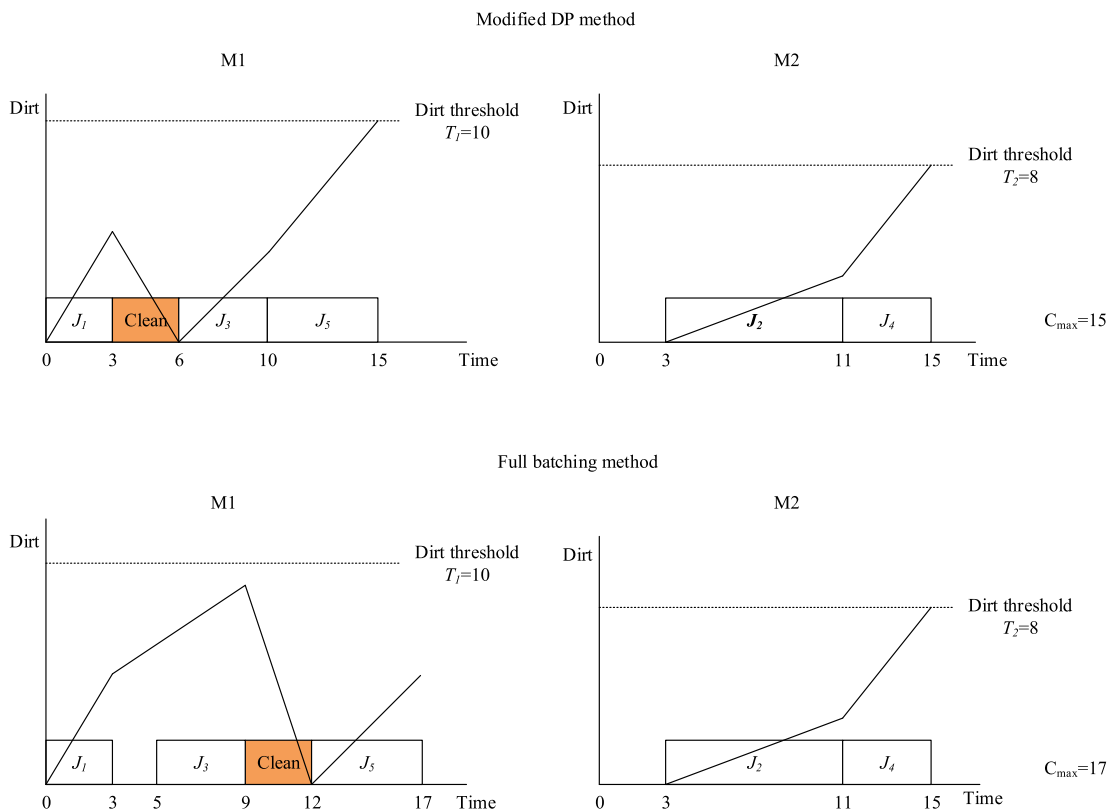 Modified DP method
M1
M2
Dirt
Dirt threshold
T1=10
J1
Clean
J3
J5
0 3 6 10 15 Time
Dirt
Dirt threshold
T2=8
J2
J4
0 3 11 15 Time
Cmax=15
Full batching method
M1
M2
Dirt
Dirt threshold
T1=10
J1
J3
Clean
J5
0 3 5 9 12 17 Time
Dirt
Dirt threshold
T2=8
J2
J4
0 3 11 15 Time
Cmax=17